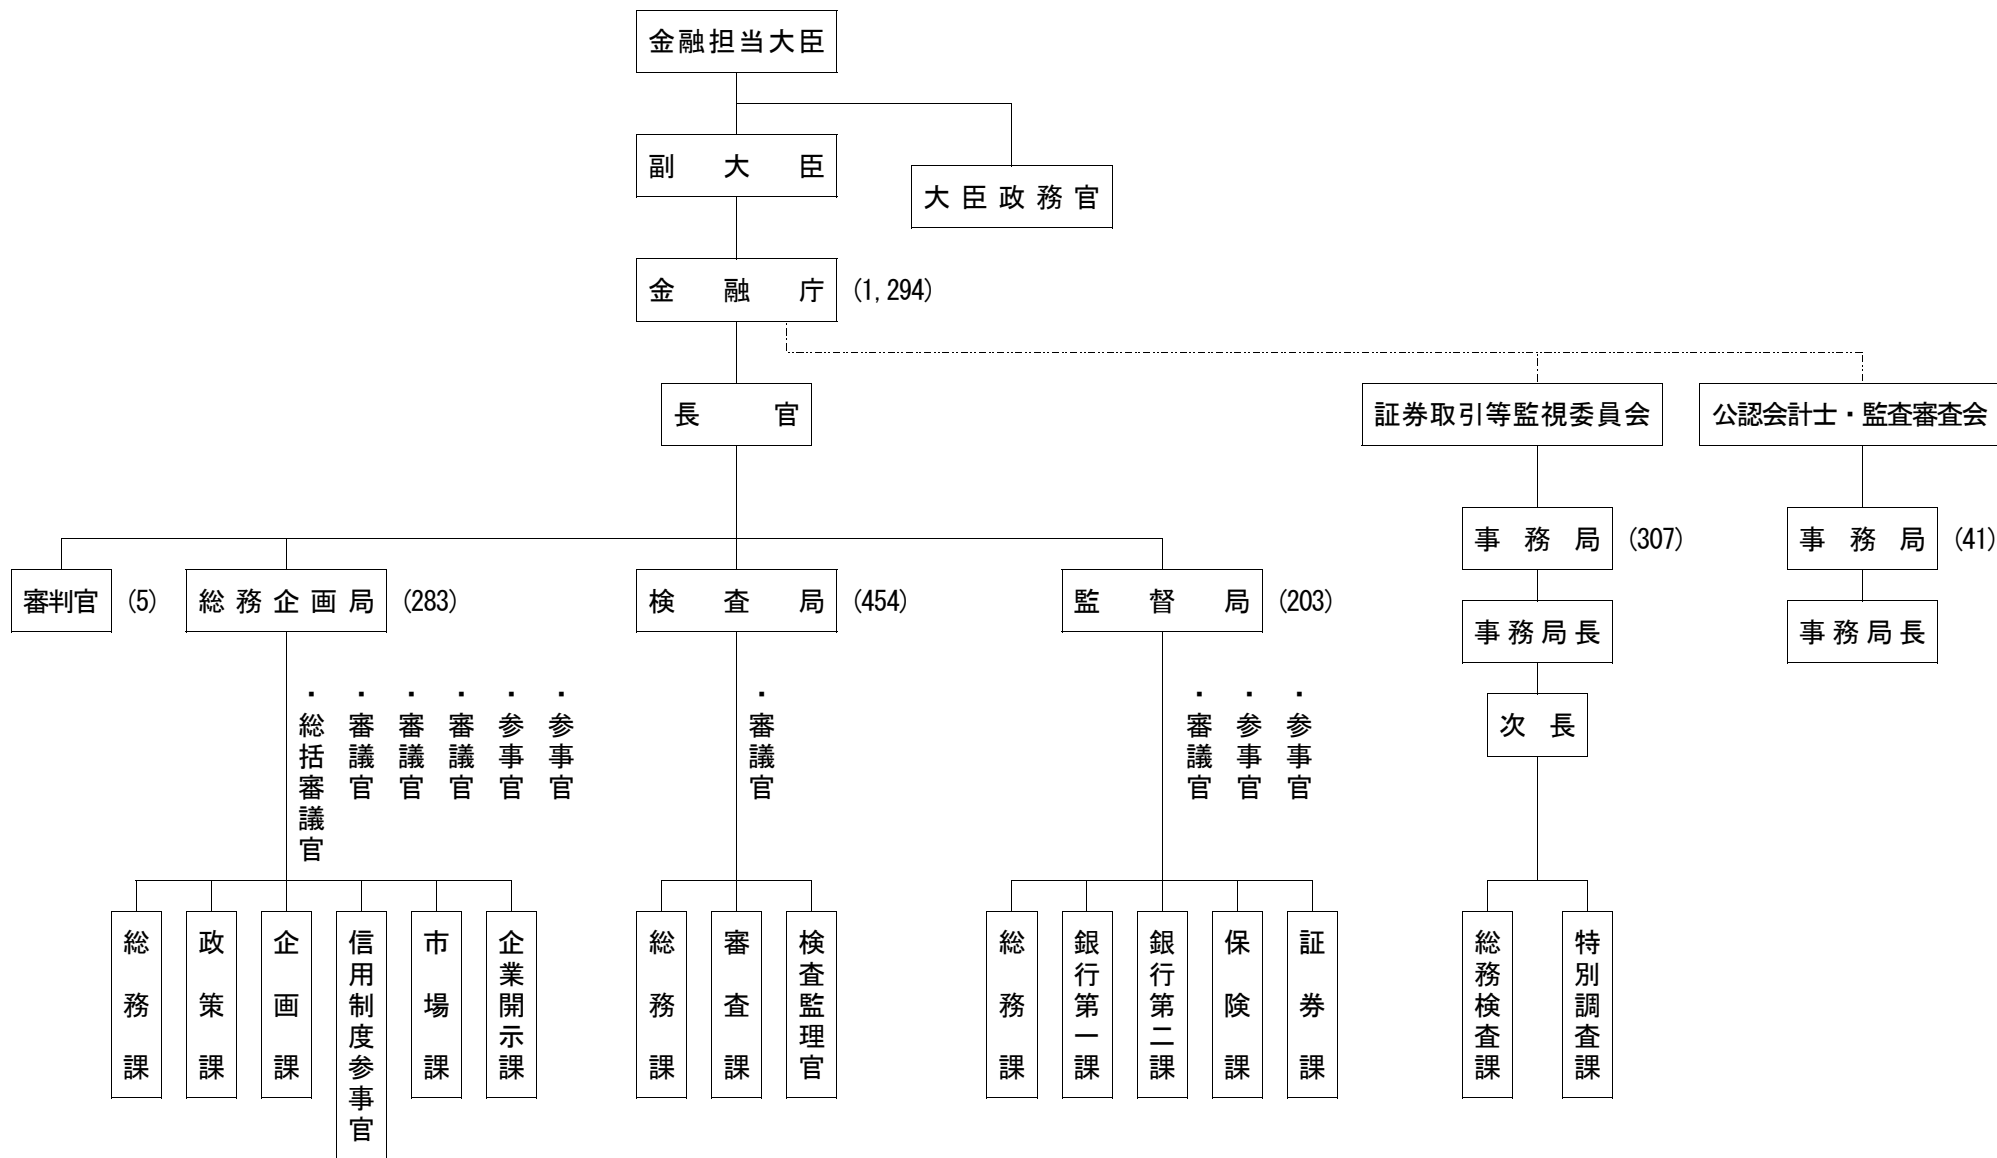 金融担当大臣
副大臣
大臣政務官
金融庁 (1,294)
長官
証券取引等監視委員会
公認会計士・監査審査会
事務局 (307)
事務局 (41)
審判官 (5)
総務企画局 (283)
検査局 (454)
監督局 (203)
事務局長
事務局長
・総括審議官
・審議官
・審議官
・審議官
・参事官
・参事官
・審議官
・審議官
・参事官
・参事官
次長
総務課
政策課
企画課
信用制度参事官
市場課
企業開示課
総務課
審査課
検査監理官
総務課
銀行第一課
銀行第二課
保険課
証券課
総務検査課
特別調査課